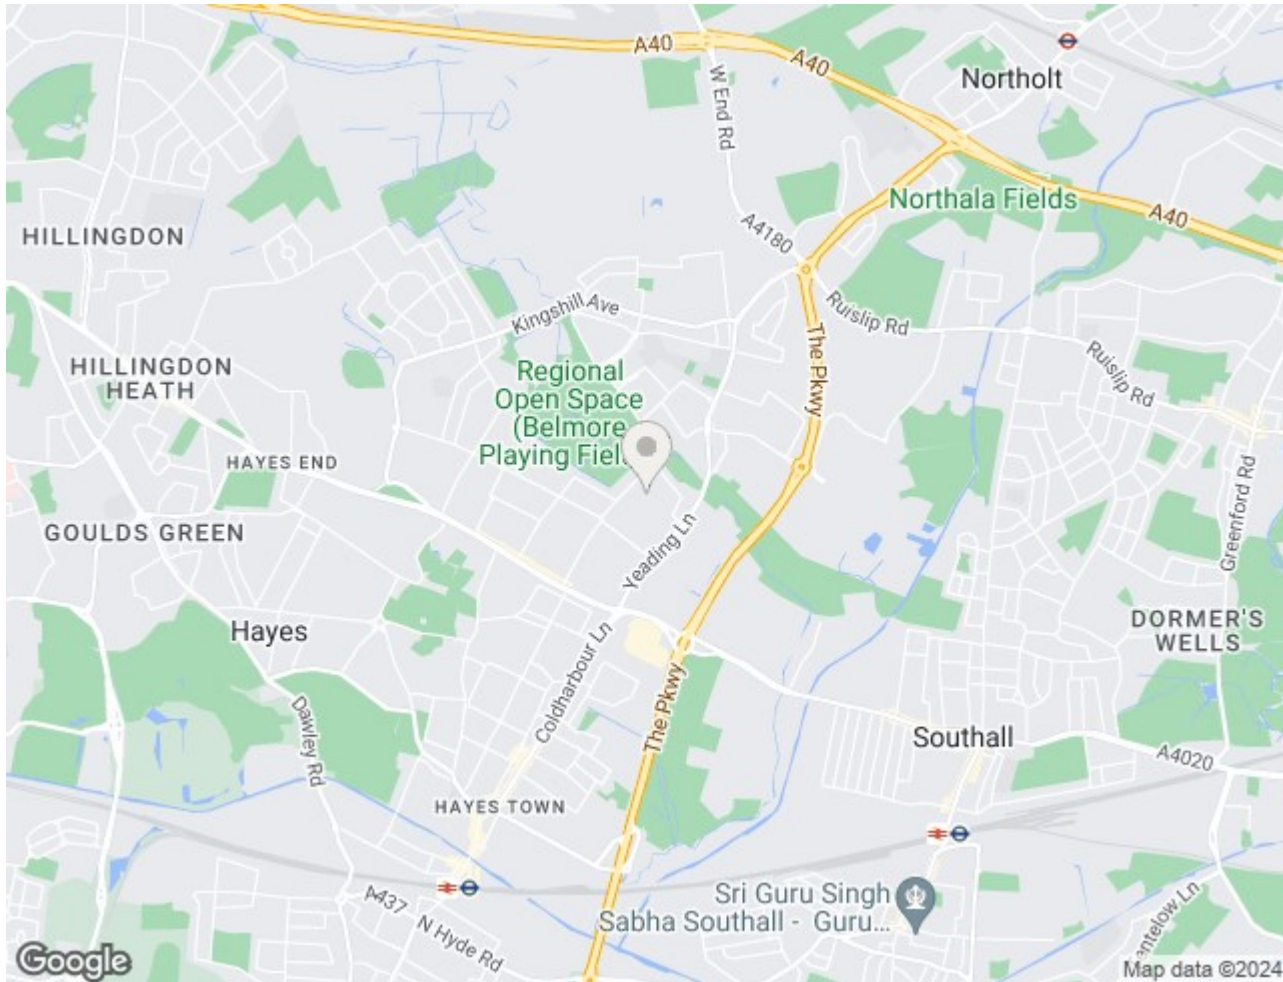 A40
A40
Northolt
W End Rd
Northala Fields
A40
A4180
HILLINGDON
Kingshill Ave
Ruislip Rd
The Pkwy
Ruislip Rd
HILLINGDON
HEATH
Regional
Open Space
(Belmore
Playing Fiel
HAYES END
Greenford Rd
GOULDS GREEN
Yeading Ln
Hayes
DORMER'S
WELLS
Coldharbour Ln
The Pkwy
Dawley Rd
Southall
A4020
HAYES TOWN
Sri Guru Singh
Sabha Southall - Guru...
A437
N Hyde Rd
entelow Ln
Google
Map data ©2024